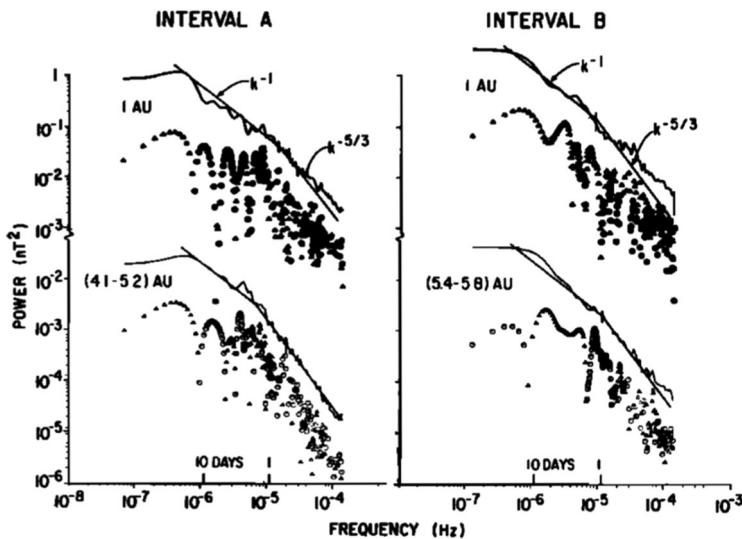 INTERVAL A
INTERVAL B
1
10⁻¹
10⁻²
10⁻³
10⁻²
10⁻³
10⁻⁴
10⁻⁵
10⁻⁶
POWER (nT²)
1 AU
k⁻¹
k⁻⁵/³
(4.1-5.2) AU
10 DAYS
1
1 AU
k⁻¹
k⁻⁵/³
(5.4-5.8) AU
10 DAYS
1
10⁻⁸
10⁻⁷
10⁻⁶
10⁻⁵
10⁻⁴
10⁻⁷
10⁻⁶
10⁻⁵
10⁻⁴
10⁻³
FREQUENCY (Hz)